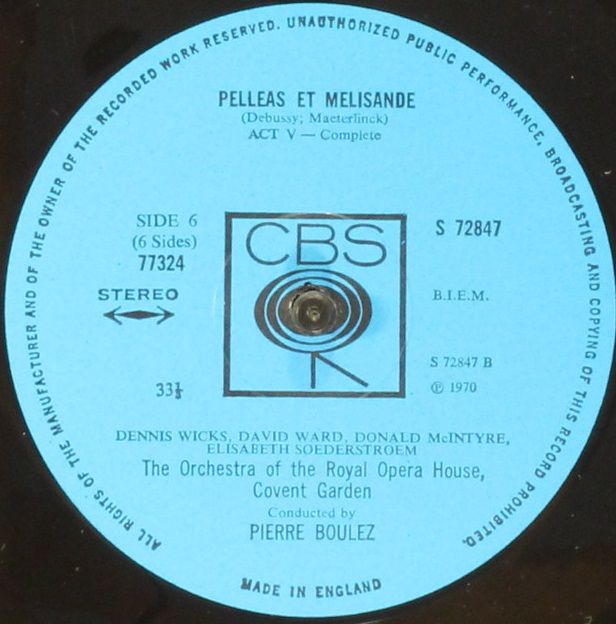 ALL RIGHTS OF THE MANUFACTURER AND OF THE OWNER OF THE RECORDED WORK RESERVED. UNAUTHORIZED PUBLIC PERFORMANCE, BROADCASTING AND COPYING OF THIS RECORD PROHIBITED.
PELLEAS ET MELISANDE
(Debussy; Maeterlinck)
ACT V — Complete
SIDE 6
(6 Sides)
77324
STEREO
33⅓
CBS
S 72847
B.I.E.M.
S 72847 B
℗ 1970
DENNIS WICKS, DAVID WARD, DONALD McINTYRE,
ELISABETH SOEDERSTROEM
The Orchestra of the Royal Opera House,
Covent Garden
Conducted by
PIERRE BOULEZ
MADE IN ENGLAND